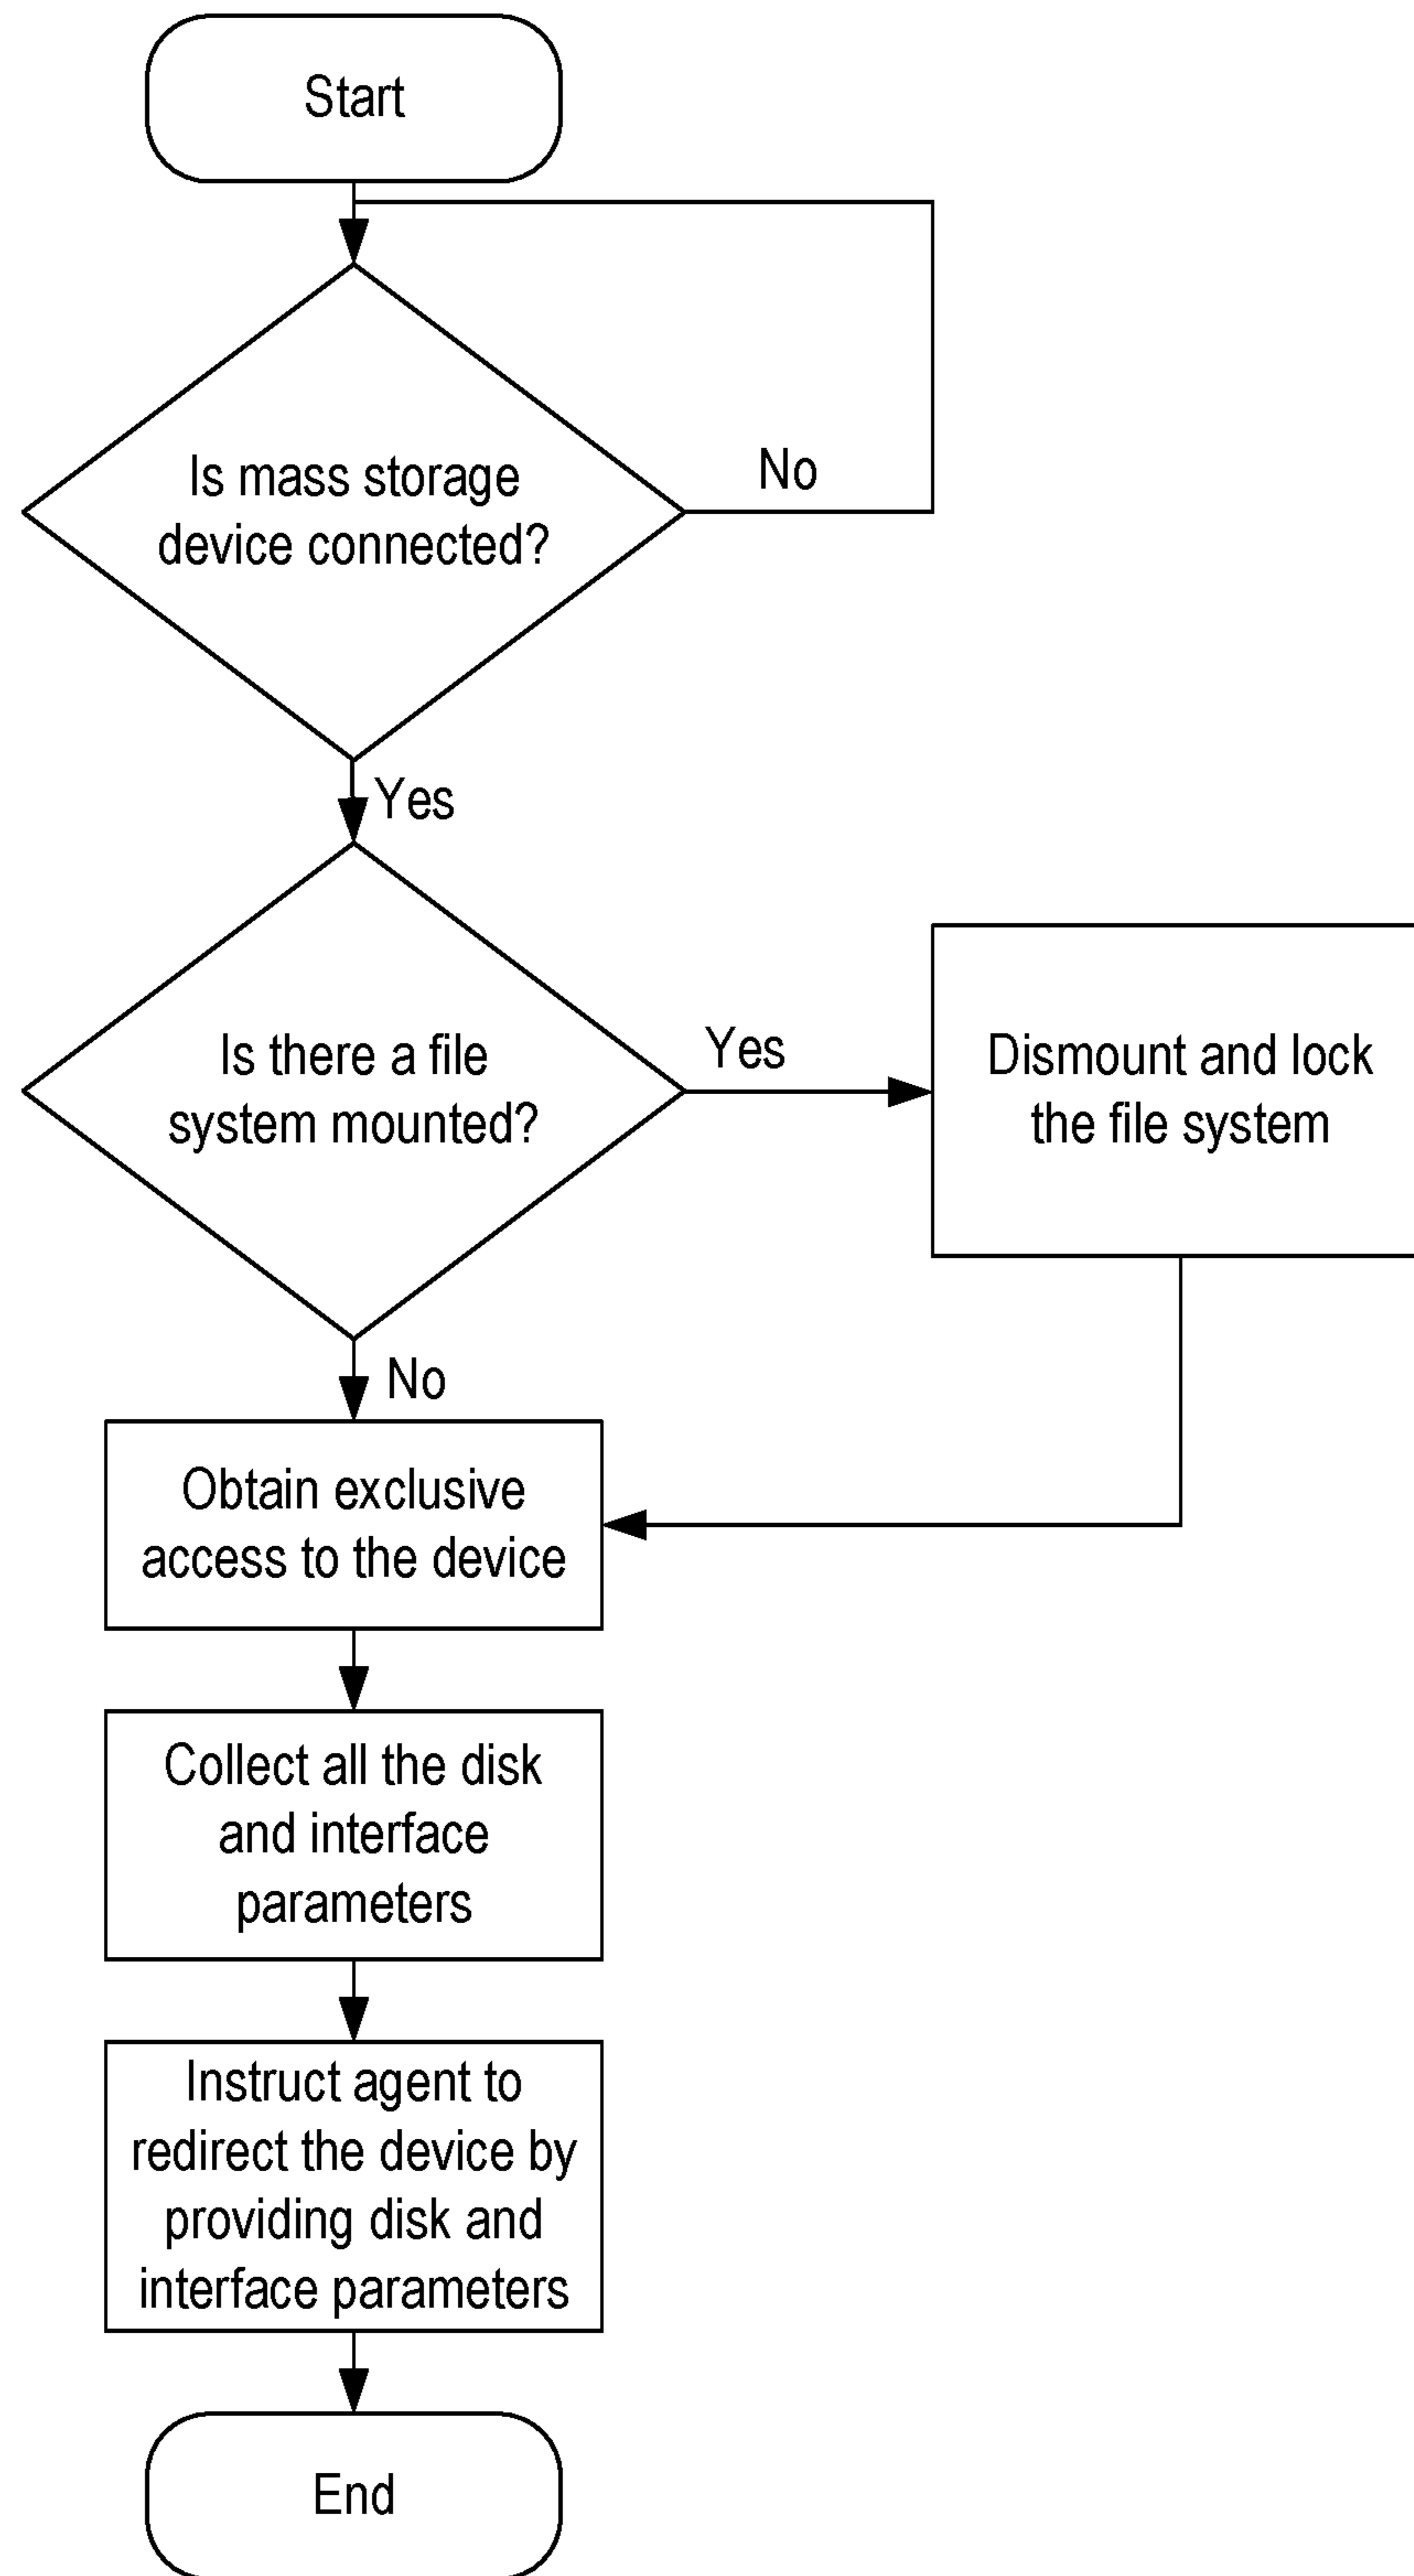 Start
Is mass storage
device connected?
No
Yes
Is there a file
system mounted?
Yes
Dismount and lock
the file system
No
Obtain exclusive
access to the device
Collect all the disk
and interface
parameters
Instruct agent to
redirect the device by
providing disk and
interface parameters
End